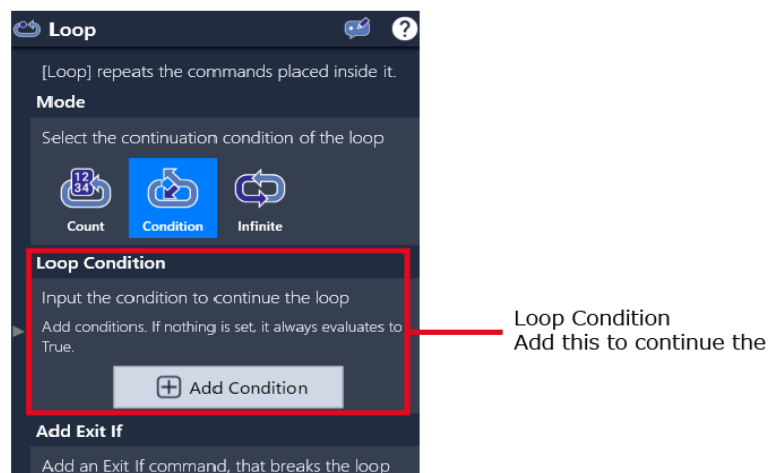 Loop
?
[Loop] repeats the commands placed inside it.
Mode
Select the continuation condition of the loop
12
34
Count
Condition
Infinite
Loop Condition
Input the condition to continue the loop
Add conditions. If nothing is set, it always evaluates to
True.
Add Condition
Loop Condition
Add this to continue the
Add Exit If
Add an Exit If command, that breaks the loop